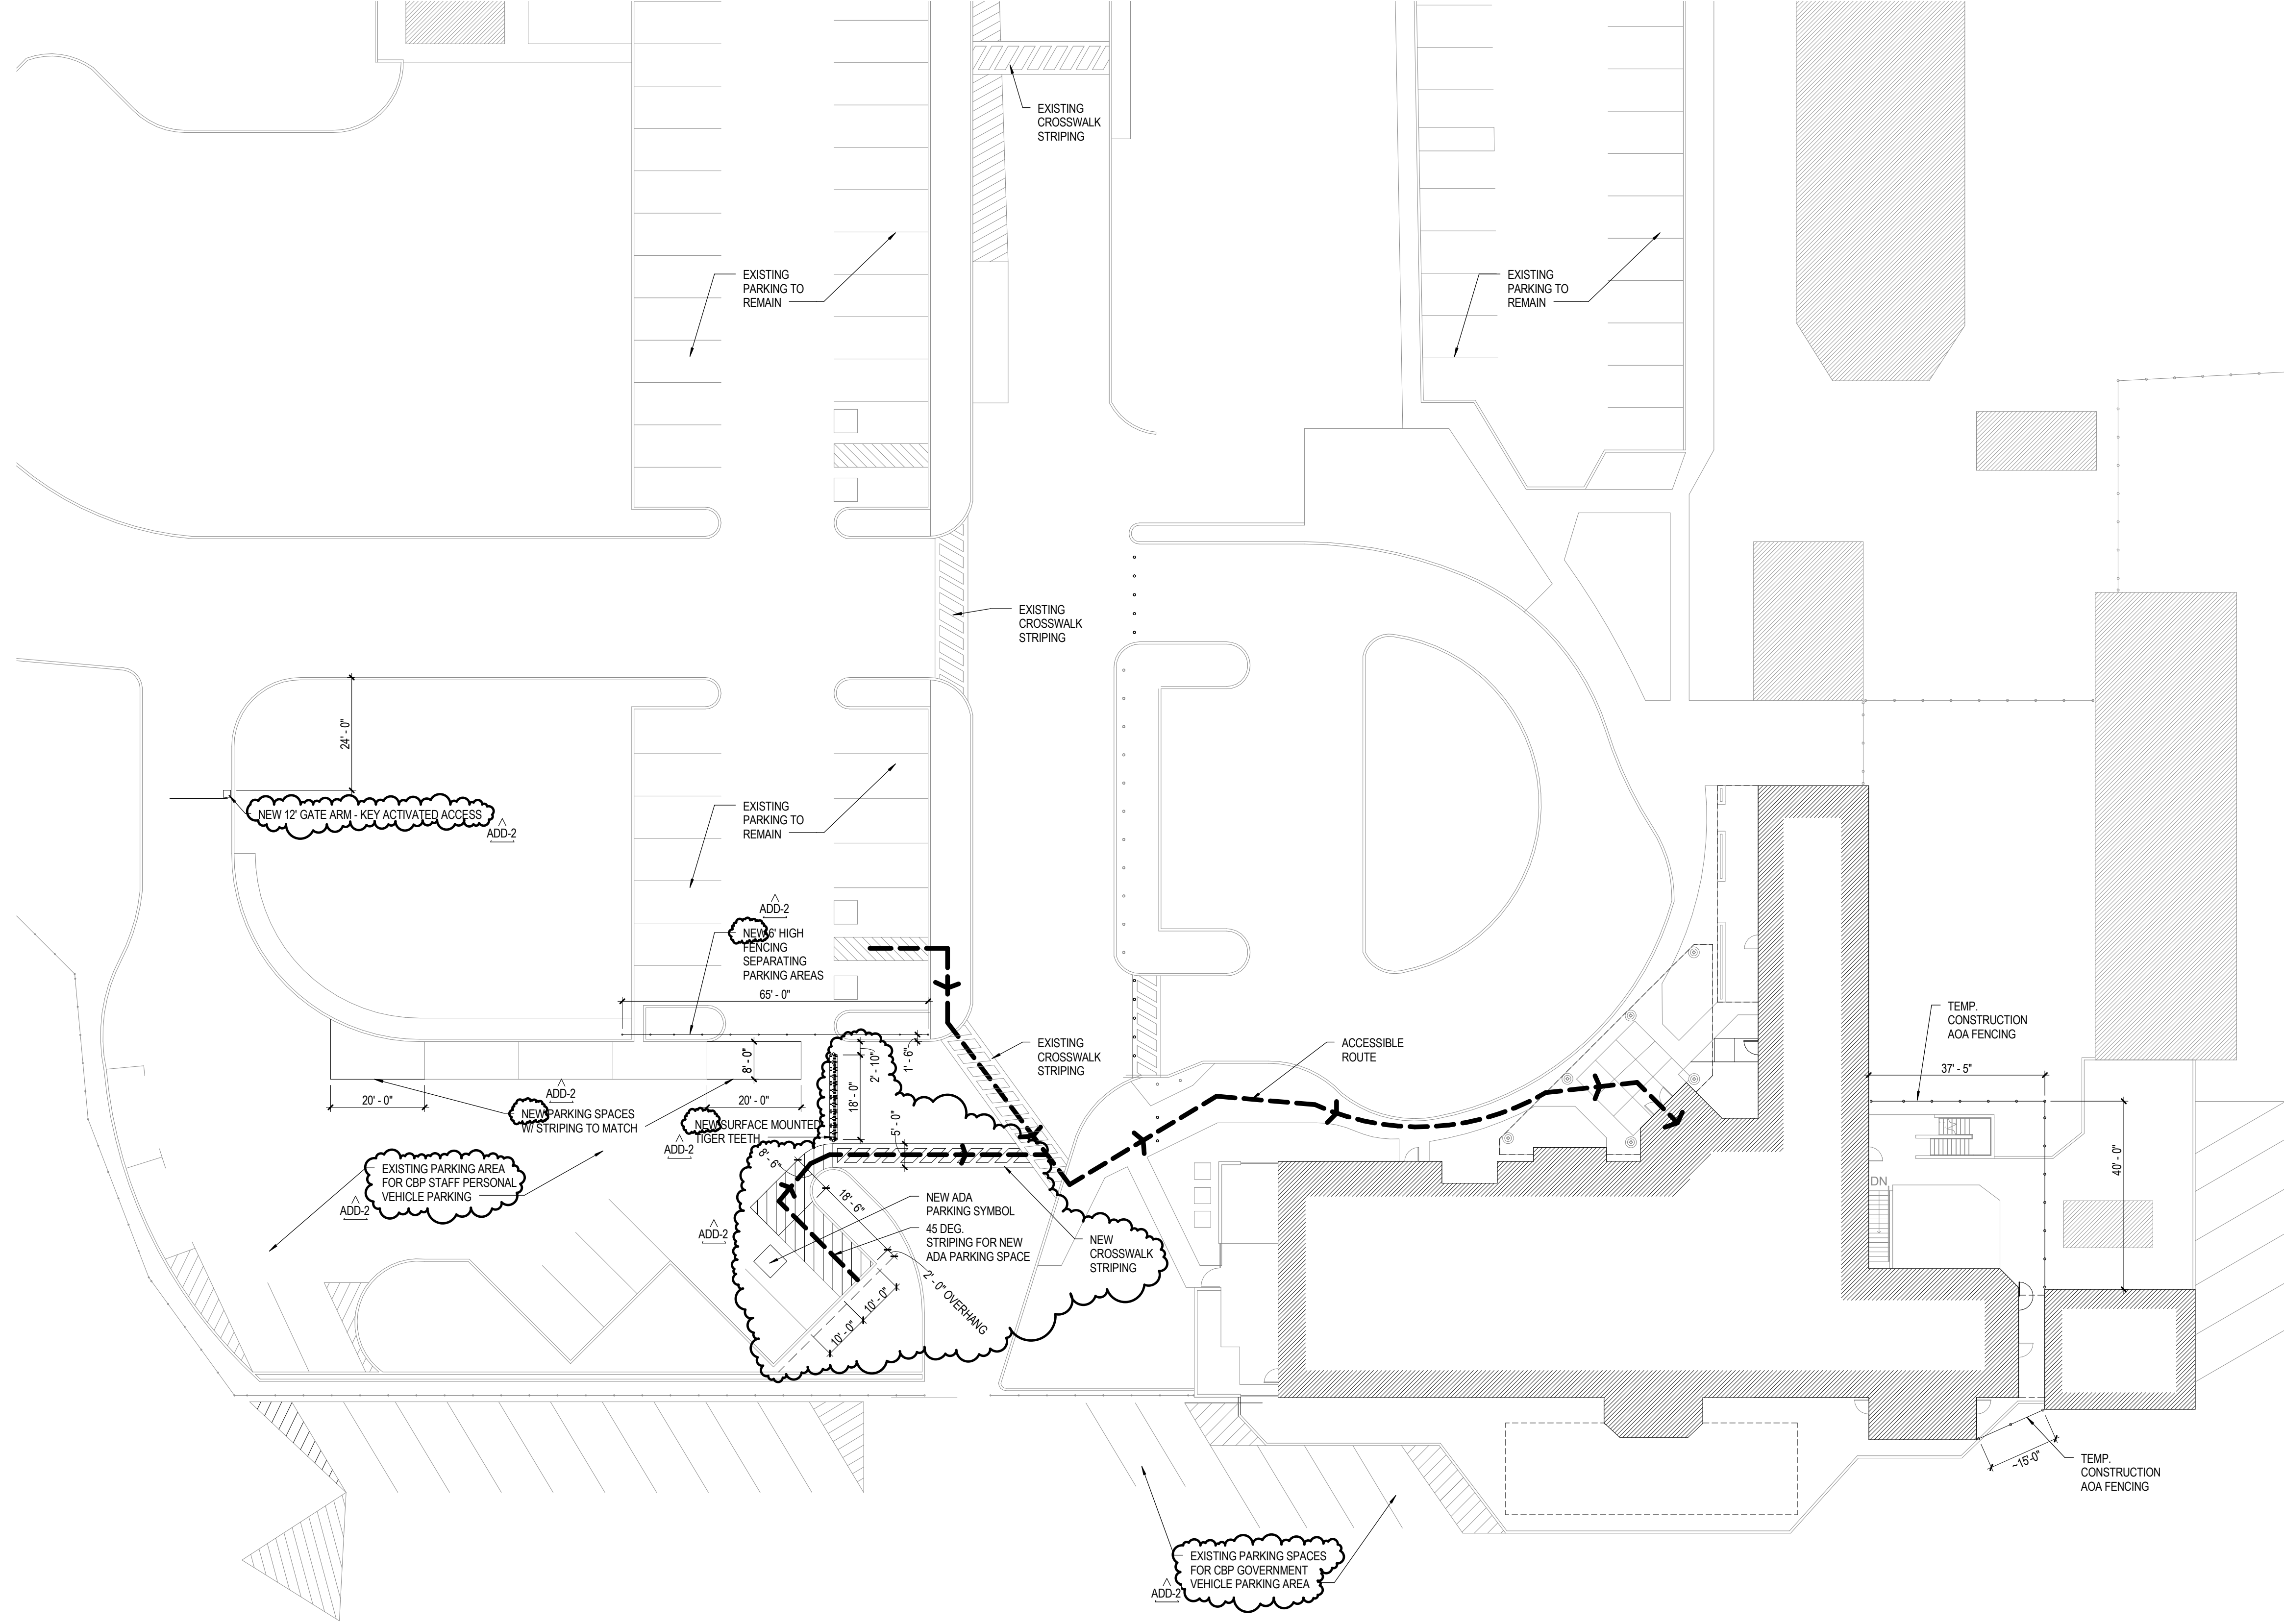 EXISTING
CROSSWALK
STRIPING
EXISTING
PARKING TO
REMAIN
EXISTING
PARKING TO
REMAIN
EXISTING
CROSSWALK
STRIPING
24' - 0"
NEW 12' GATE ARM - KEY ACTIVATED ACCESS
ADD-2
EXISTING
PARKING TO
REMAIN
ADD-2
NEW 6' HIGH
FENCING
SEPARATING
PARKING AREAS
65' - 0"
TEMP.
CONSTRUCTION
AOA FENCING
37' - 5"
EXISTING
CROSSWALK
STRIPING
ACCESSIBLE
ROUTE
8' - 0"
2' - 10"
1' - 6"
18' - 0"
5' - 0"
20' - 0"
20' - 0"
ADD-2
NEW PARKING SPACES
W/ STRIPING TO MATCH
NEW SURFACE MOUNTED
TIGER TEETH
ADD-2
40' - 0"
EXISTING PARKING AREA
FOR CBP STAFF PERSONAL
VEHICLE PARKING
ADD-2
8' - 6"
18' - 6"
DN
NEW ADA
PARKING SYMBOL
45 DEG.
STRIPING FOR NEW
ADA PARKING SPACE
ADD-2
NEW
CROSSWALK
STRIPING
2' - 0" OVERHANG
10' - 0"
10' - 0"
~15'-0"
TEMP.
CONSTRUCTION
AOA FENCING
EXISTING PARKING SPACES
FOR CBP GOVERNMENT
VEHICLE PARKING AREA
ADD-2